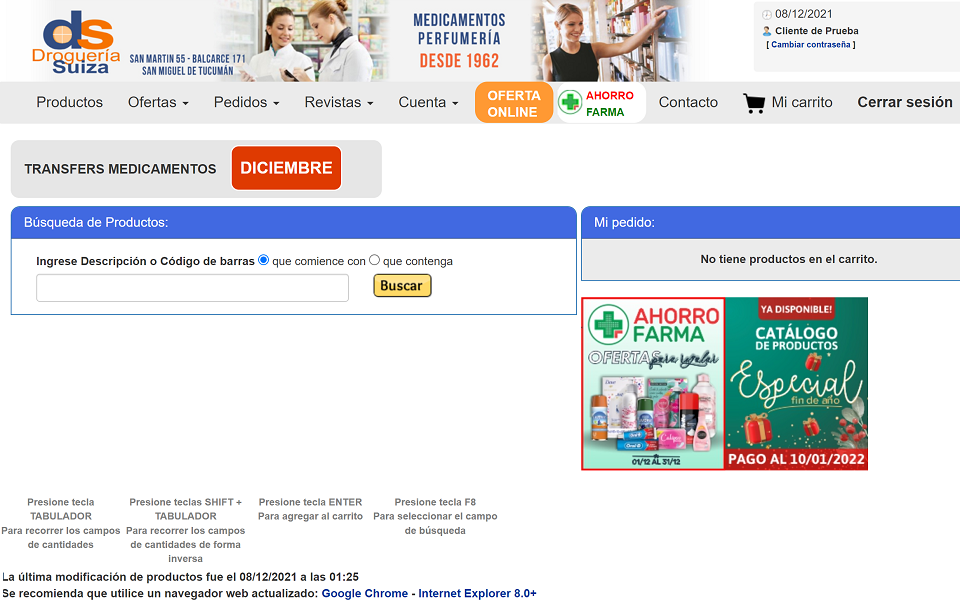 ds
Droguería
Suiza
SAN MARTIN 55 - BALCARCE 171
SAN MIGUEL DE TUCUMÁN
MEDICAMENTOS
PERFUMERÍA
DESDE 1962
08/12/2021
Cliente de Prueba
[ Cambiar contraseña ]
Productos
Ofertas
Pedidos
Revistas
Cuenta
OFERTA
ONLINE
AHORRO
FARMA
Contacto
Mi carrito
Cerrar sesión
TRANSFERS MEDICAMENTOS
DICIEMBRE
Búsqueda de Productos:
Ingrese Descripción o Código de barras que comience con que contenga
Buscar
Mi pedido:
No tiene productos en el carrito.
AHORRO
FARMA
OFERTAS para regalar
01/12 AL 31/12
YA DISPONIBLE!
CATÁLOGO
DE PRODUCTOS
Especial
fin de año
PAGO AL 10/01/2022
Presione tecla
TABULADOR
Para recorrer los campos
de cantidades
Presione teclas SHIFT +
TABULADOR
Para recorrer los campos
de cantidades de forma
inversa
Presione tecla ENTER
Para agregar al carrito
Presione tecla F8
Para seleccionar el campo
de búsqueda
La última modificación de productos fue el 08/12/2021 a las 01:25
Se recomienda que utilice un navegador web actualizado: Google Chrome - Internet Explorer 8.0+